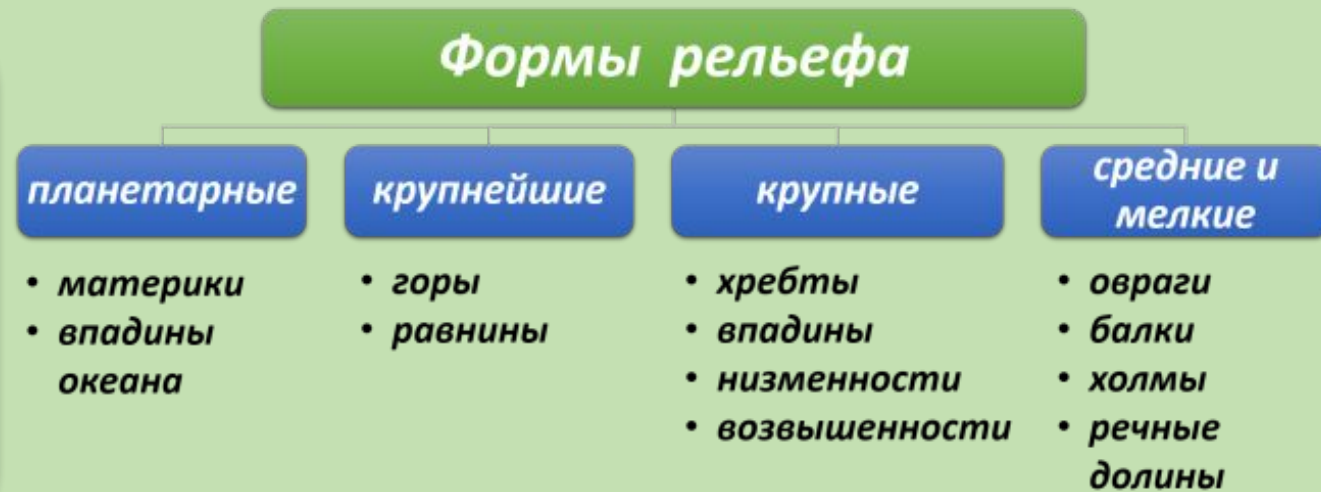 Формы рельефа
планетарные
• материки
• впадины
океана
крупнейшие
• горы
• равнины
крупные
• хребты
• впадины
• низменности
• возвышенности
средние и
мелкие
• овраги
• балки
• холмы
• речные
долины